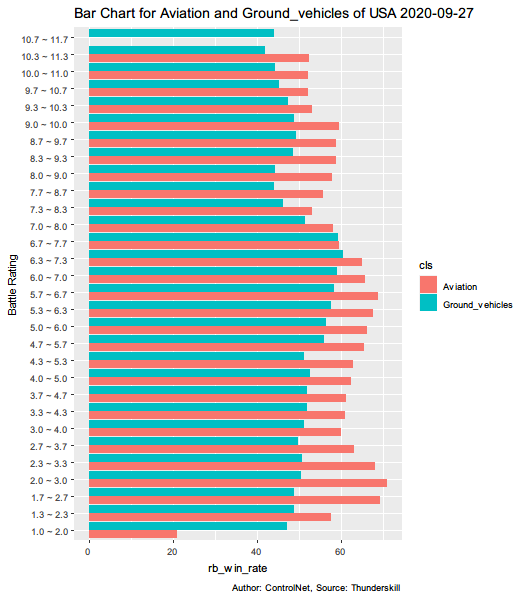 Bar Chart for Aviation and Ground_vehicles of USA 2020-09-27
Battle Rating
10.7 ~ 11.7
10.3 ~ 11.3
10.0 ~ 11.0
9.7 ~ 10.7
9.3 ~ 10.3
9.0 ~ 10.0
8.7 ~ 9.7
8.3 ~ 9.3
8.0 ~ 9.0
7.7 ~ 8.7
7.3 ~ 8.3
7.0 ~ 8.0
6.7 ~ 7.7
6.3 ~ 7.3
6.0 ~ 7.0
5.7 ~ 6.7
5.3 ~ 6.3
5.0 ~ 6.0
4.7 ~ 5.7
4.3 ~ 5.3
4.0 ~ 5.0
3.7 ~ 4.7
3.3 ~ 4.3
3.0 ~ 4.0
2.7 ~ 3.7
2.3 ~ 3.3
2.0 ~ 3.0
1.7 ~ 2.7
1.3 ~ 2.3
1.0 ~ 2.0
0 20 40 60
rb_win_rate
cls
Aviation
Ground_vehicles
Author: ControlNet, Source: Thunderskill